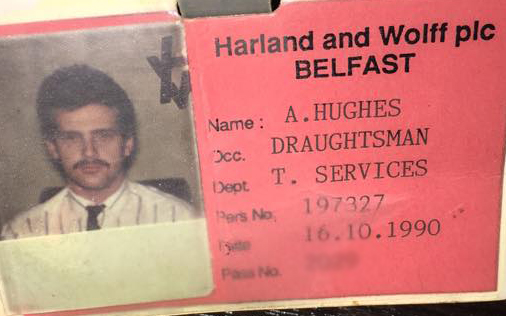 Harland and Wolff plc
BELFAST
Name: A.HUGHES
Occ. DRAUGHTSMAN
Dept. T. SERVICES
Pers No. 197327
16.10.1990
Pass No.